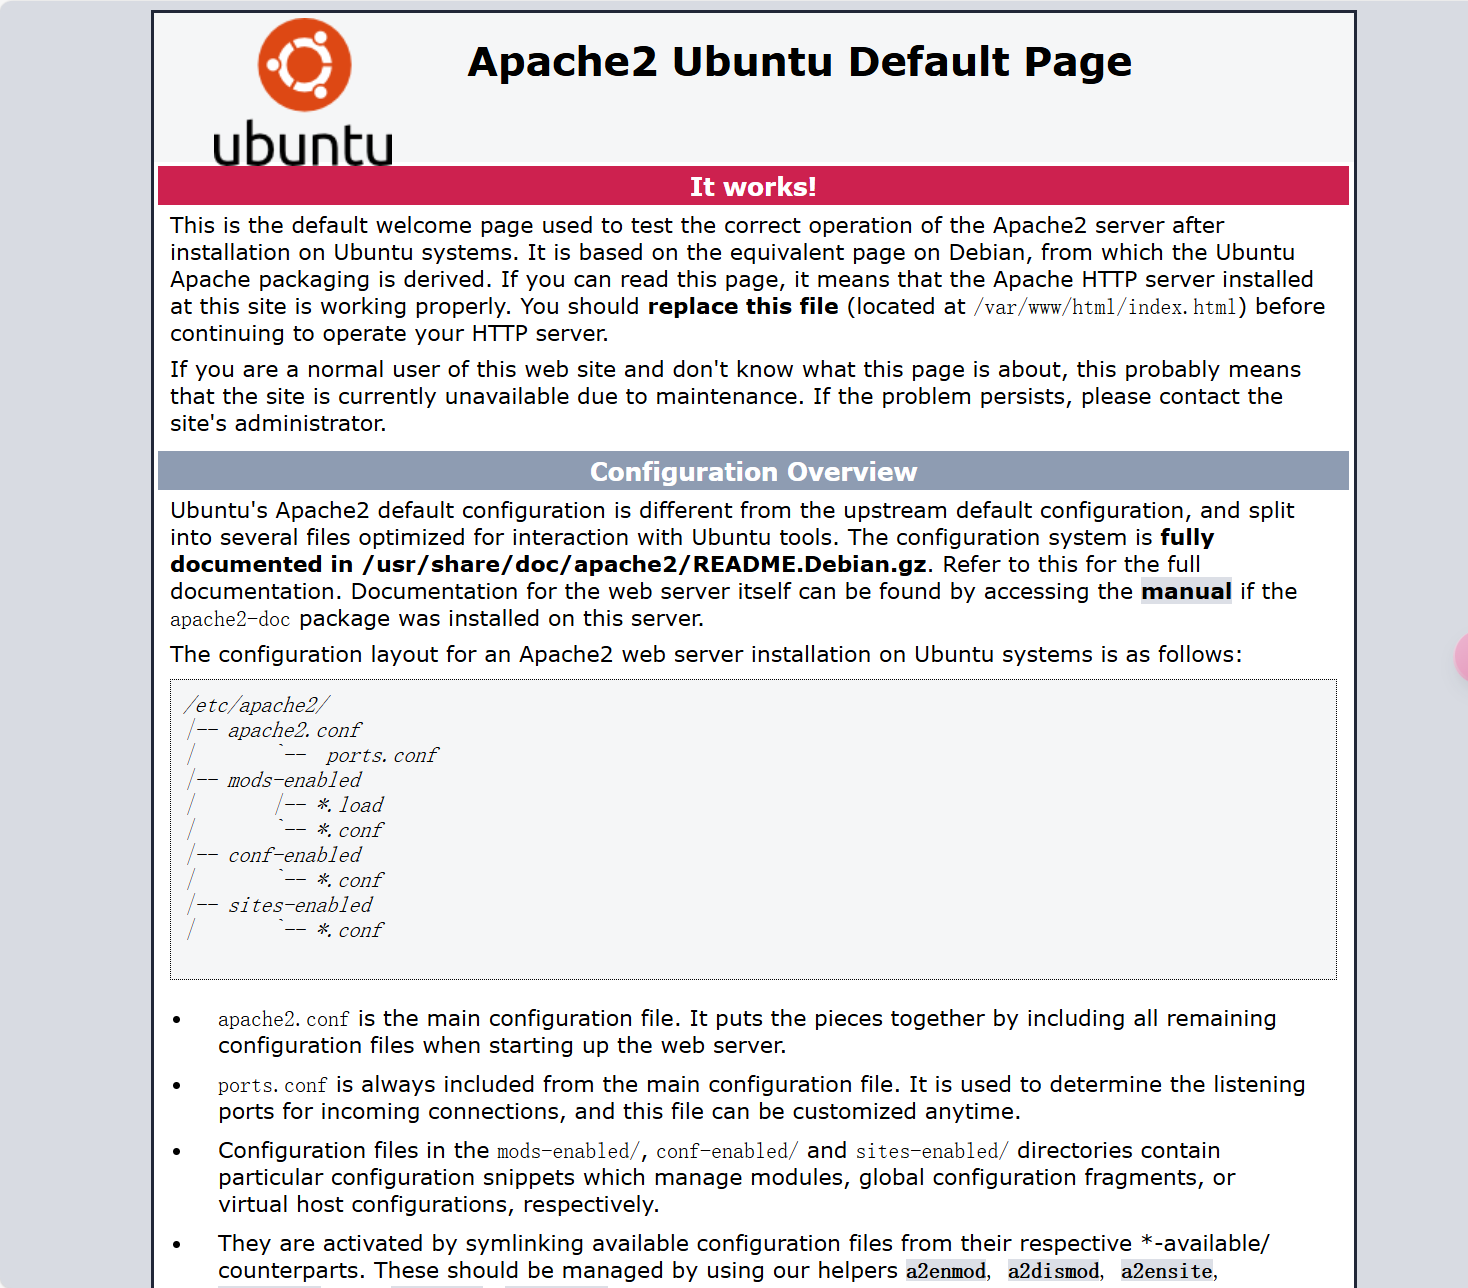 ubuntu
Apache2 Ubuntu Default Page
It works!
This is the default welcome page used to test the correct operation of the Apache2 server after
installation on Ubuntu systems. It is based on the equivalent page on Debian, from which the Ubuntu
Apache packaging is derived. If you can read this page, it means that the Apache HTTP server installed
at this site is working properly. You should replace this file (located at /var/www/html/index.html) before
continuing to operate your HTTP server.
If you are a normal user of this web site and don't know what this page is about, this probably means
that the site is currently unavailable due to maintenance. If the problem persists, please contact the
site's administrator.
Configuration Overview
Ubuntu's Apache2 default configuration is different from the upstream default configuration, and split
into several files optimized for interaction with Ubuntu tools. The configuration system is fully
documented in /usr/share/doc/apache2/README.Debian.gz. Refer to this for the full
documentation. Documentation for the web server itself can be found by accessing the manual if the
apache2-doc package was installed on this server.
The configuration layout for an Apache2 web server installation on Ubuntu systems is as follows:
/etc/apache2/
|-- apache2.conf
|       `--  ports.conf
|-- mods-enabled
|       |-- *.load
|       `-- *.conf
|-- conf-enabled
|       `-- *.conf
|-- sites-enabled
|       `-- *.conf
• apache2.conf is the main configuration file. It puts the pieces together by including all remaining
configuration files when starting up the web server.
• ports.conf is always included from the main configuration file. It is used to determine the listening
ports for incoming connections, and this file can be customized anytime.
• Configuration files in the mods-enabled/, conf-enabled/ and sites-enabled/ directories contain
particular configuration snippets which manage modules, global configuration fragments, or
virtual host configurations, respectively.
• They are activated by symlinking available configuration files from their respective *-available/
counterparts. These should be managed by using our helpers a2enmod, a2dismod, a2ensite,